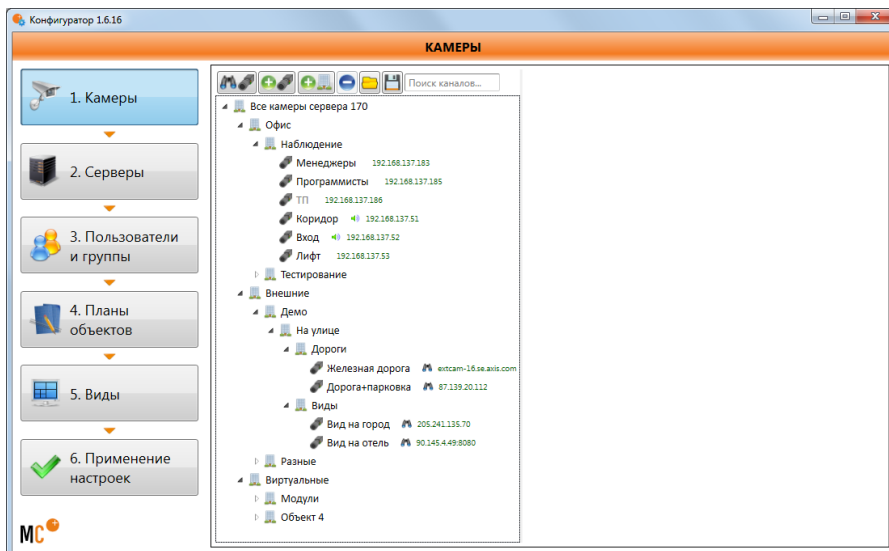 Конфигуратор 1.6.16
КАМЕРЫ
1. Камеры
2. Серверы
3. Пользователи
и группы
4. Планы
объектов
5. Виды
6. Применение
настроек
MC
Поиск каналов...
Все камеры сервера 170
Офис
Наблюдение
Менеджеры 192.168.137.183
Программисты 192.168.137.185
ТП 192.168.137.186
Коридор 192.168.137.51
Вход 192.168.137.52
Лифт 192.168.137.53
Тестирование
Внешние
Демо
На улице
Дороги
Железная дорога extcam-16.se.axis.com
Дорога+парковка 87.139.20.112
Виды
Вид на город 205.241.135.70
Вид на отель 90.145.4.49:8080
Разные
Виртуальные
Модули
Объект 4